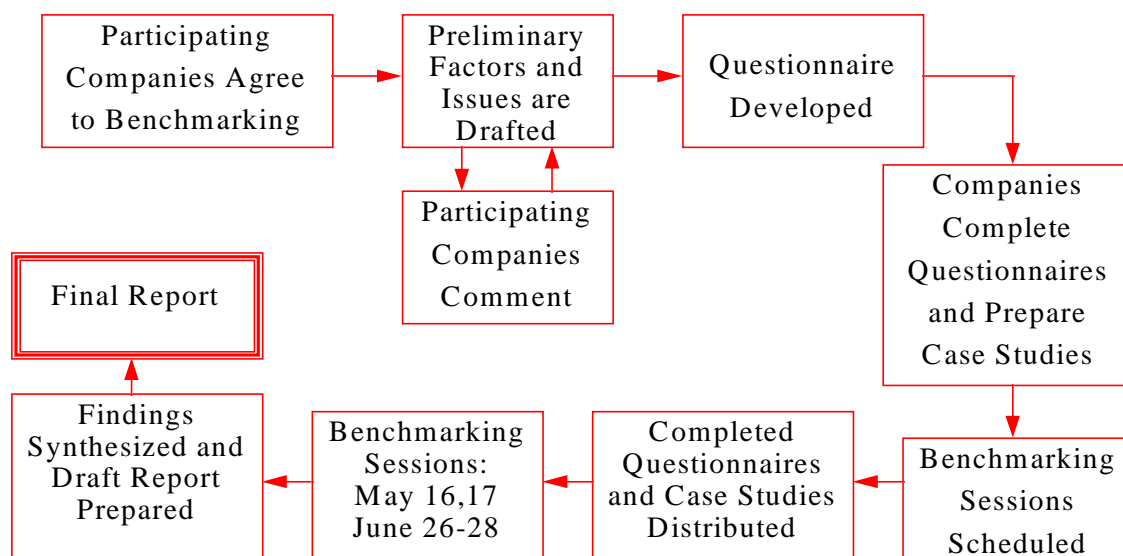 Participating
Companies Agree
to Benchmarking
Preliminary
Factors and
Issues are
Drafted
Questionnaire
Developed
Participating
Companies
Comment
Companies
Complete
Questionnaires
and Prepare
Case Studies
Benchmarking
Sessions
Scheduled
Completed
Questionnaires
and Case Studies
Distributed
Benchmarking
Sessions:
May 16,17
June 26-28
Findings
Synthesized and
Draft Report
Prepared
Final Report